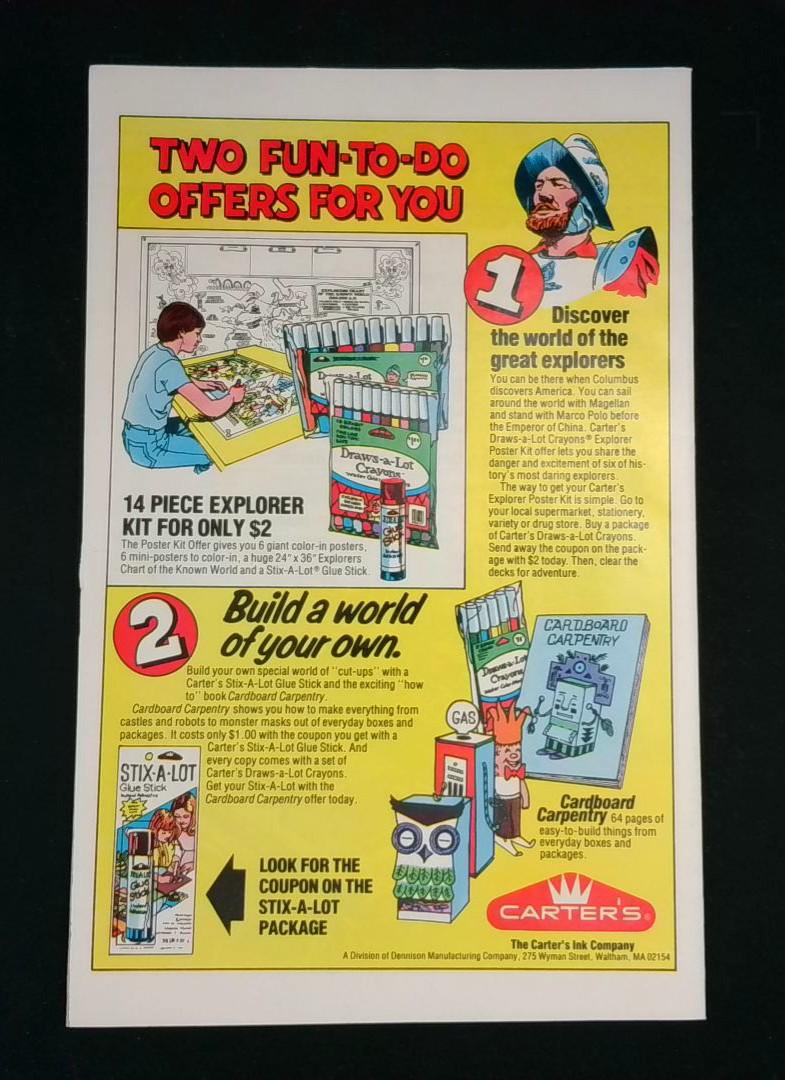 TWO FUN-TO-DO
OFFERS FOR YOU
1
Discover
the world of the
great explorers
You can be there when Columbus
discovers America. You can sail
around the world with Magellan
and stand with Marco Polo before
the Emperor of China. Carter's
Draws-a-Lot Crayons® Explorer
Poster Kit offer lets you share the
danger and excitement of six of his-
tory's most daring explorers.
The way to get your Carter's
Explorer Poster Kit is simple. Go to
your local supermarket, stationery,
variety or drug store. Buy a package
of Carter's Draws-a-Lot Crayons.
Send away the coupon on the pack-
age with $2 today. Then, clear the
decks for adventure.
Draws-a-Lot
Draws-a-Lot
Crayons
Glue
Stick
14 PIECE EXPLORER
KIT FOR ONLY $2
The Poster Kit Offer gives you 6 giant color-in posters,
6 mini-posters to color-in, a huge 24" x 36" Explorers
Chart of the Known World and a Stix-A-Lot® Glue Stick.
2
Build a world
of your own.
Build your own special world of "cut-ups" with a
Carter's Stix-A-Lot Glue Stick and the exciting "how
to" book Cardboard Carpentry.
Cardboard Carpentry shows you how to make everything from
castles and robots to monster masks out of everyday boxes and
packages. It costs only $1.00 with the coupon you get with a
Carter's Stix-A-Lot Glue Stick. And
every copy comes with a set of
Carter's Draws-a-Lot Crayons.
Get your Stix-A-Lot with the
Cardboard Carpentry offer today.
STIX-A-LOT
Glue Stick
Glue
Stick
LOOK FOR THE
COUPON ON THE
STIX-A-LOT
PACKAGE
Draws-a-Lot
Crayons
CARDBOARD
CARPENTRY
GAS
Cardboard
Carpentry 64 pages of
easy-to-build things from
everyday boxes and
packages.
CARTER'S®
The Carter's Ink Company
A Division of Dennison Manufacturing Company, 275 Wyman Street, Waltham, MA 02154